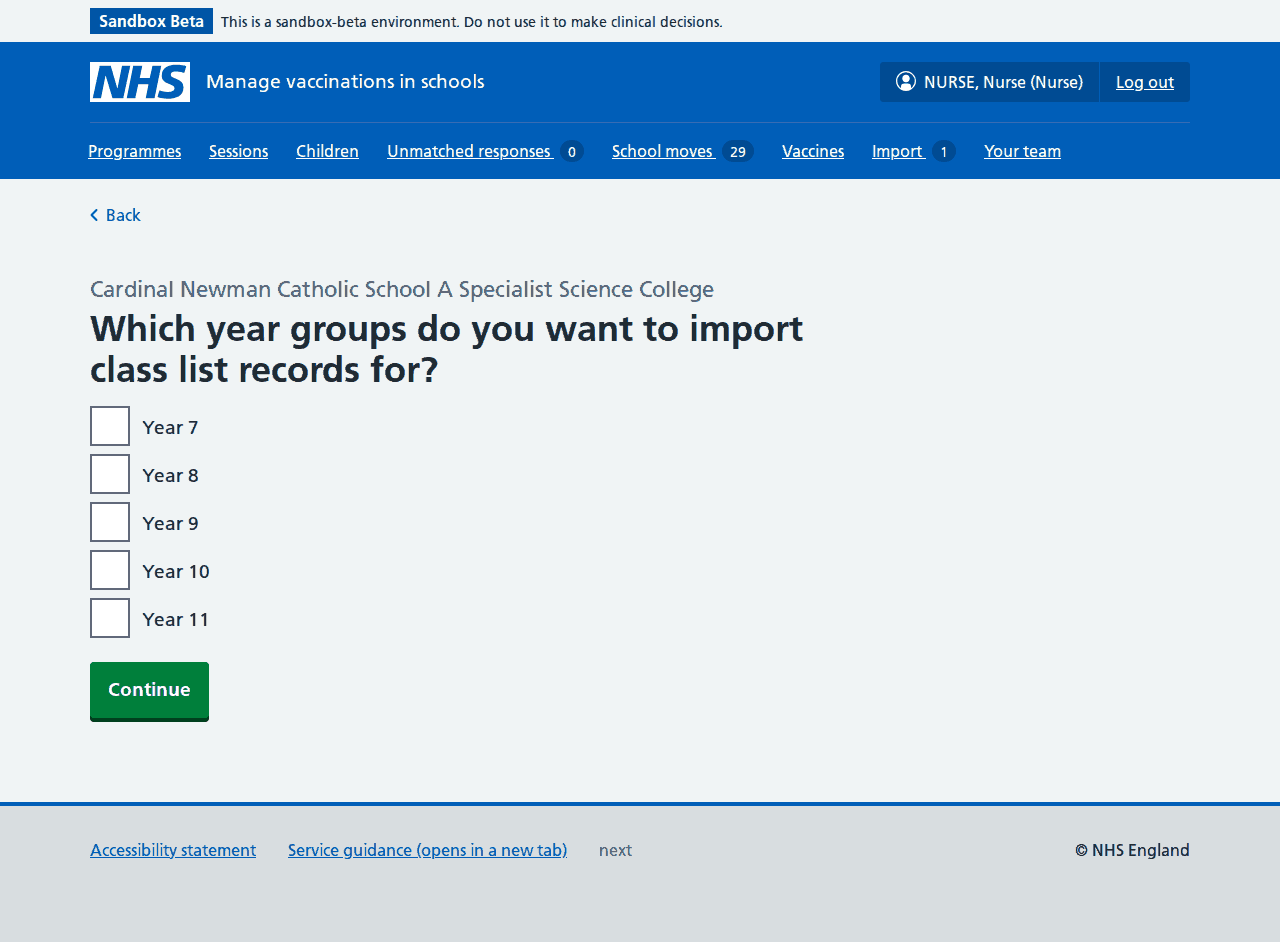 Sandbox Beta This is a sandbox-beta environment. Do not use it to make clinical decisions.
NHS Manage vaccinations in schools NURSE, Nurse (Nurse) Log out
Programmes Sessions Children Unmatched responses 0 School moves 29 Vaccines Import 1 Your team
Back
Cardinal Newman Catholic School A Specialist Science College
Which year groups do you want to import
class list records for?
Year 7
Year 8
Year 9
Year 10
Year 11
Continue
Accessibility statement Service guidance (opens in a new tab) next © NHS England